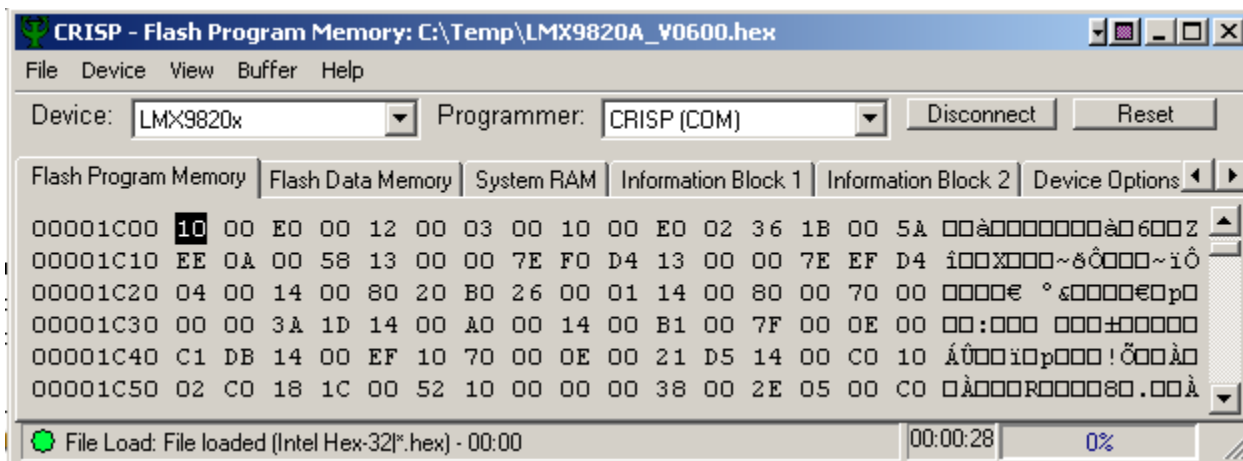 CRISP - Flash Program Memory: C:\Temp\LMX9820A_V0600.hex
File Device View Buffer Help
Device: LMX9820x Programmer: CRISP (COM) Disconnect Reset
Flash Program Memory Flash Data Memory System RAM Information Block 1 Information Block 2 Device Options
00001C00 10 00 E0 00 12 00 03 00 10 00 E0 02 36 1B 00 5A □□à□□□□□□□à□6□□Z
00001C10 EE 0A 00 58 13 00 00 7E F0 D4 13 00 00 7E EF D4 î□□X□□□~ðÔ□□□~ïÔ
00001C20 04 00 14 00 80 20 B0 26 00 01 14 00 80 00 70 00 □□□□€ °&□□□□€□p□
00001C30 00 00 3A 1D 14 00 A0 00 14 00 B1 00 7F 00 0E 00 □□:□□□ □□□±□□□□□
00001C40 C1 DB 14 00 EF 10 70 00 0E 00 21 D5 14 00 C0 10 ÁÛ□□ï□p□□□!Õ□□À□
00001C50 02 C0 18 1C 00 52 10 00 00 00 38 00 2E 05 00 C0 □À□□□R□□□□8□.□□À
File Load: File loaded (Intel Hex-32|*.hex) - 00:00 00:00:28 0%